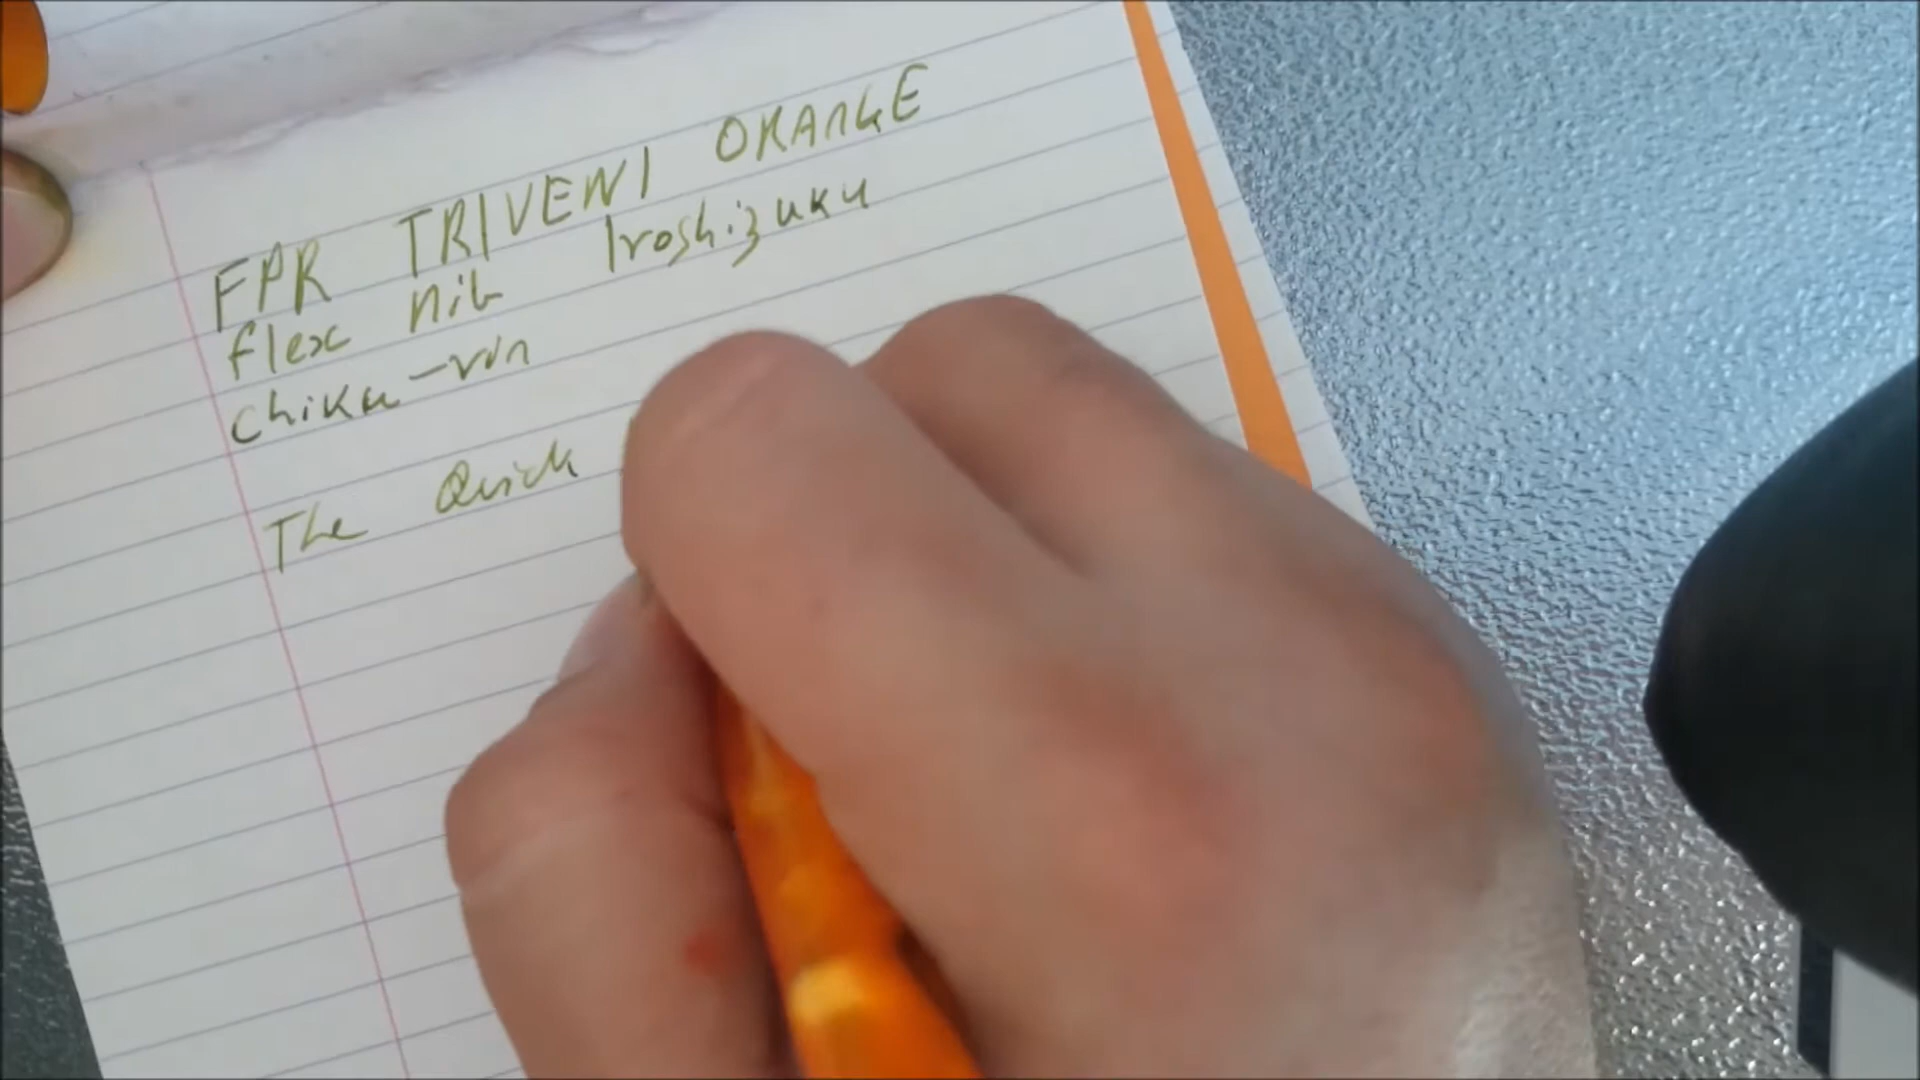 FPR TRIVENI ORANGE
flex nib Iroshizuku
chiku-rin
The Quick